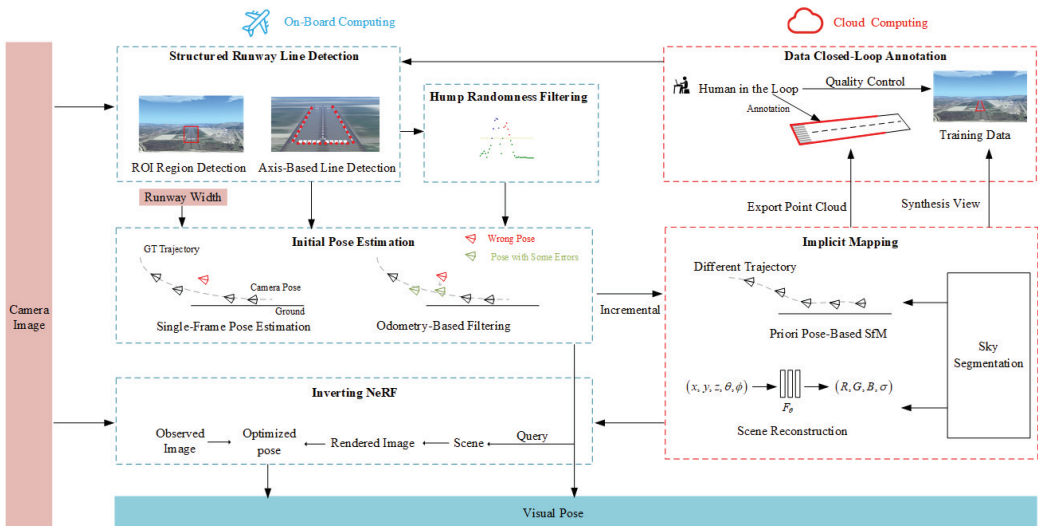 On-Board Computing
Cloud Computing
Structured Runway Line Detection
ROI Region Detection
Axis-Based Line Detection
Hump Randomness Filtering
Data Closed-Loop Annotation
Human in the Loop
Quality Control
Annotation
Training Data
Runway Width
Export Point Cloud
Synthesis View
Initial Pose Estimation
GT Trajectory
Wrong Pose
Pose with Some Errors
Camera Pose
Ground
Single-Frame Pose Estimation
Odometry-Based Filtering
Incremental
Implicit Mapping
Different Trajectory
Priori Pose-Based SfM
Sky
Segmentation
(x, y, z, θ, ϕ)
(R, G, B, σ)
F_θ
Scene Reconstruction
Camera
Image
Inverting NeRF
Observed
Image
Optimized
pose
Rendered Image
Scene
Query
Visual Pose